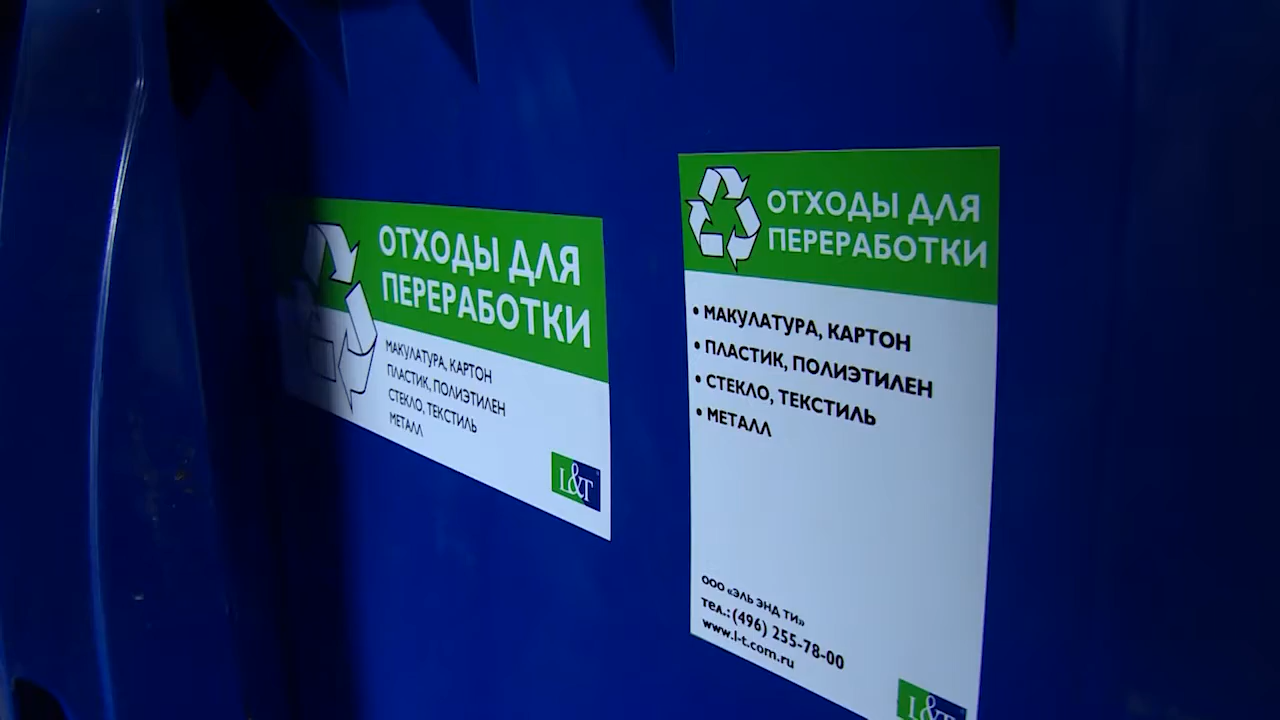 ОТХОДЫ ДЛЯ
ПЕРЕРАБОТКИ
МАКУЛАТУРА, КАРТОН
ПЛАСТИК, ПОЛИЭТИЛЕН
СТЕКЛО, ТЕКСТИЛЬ
МЕТАЛЛ
L&T
ОТХОДЫ ДЛЯ
ПЕРЕРАБОТКИ
• МАКУЛАТУРА, КАРТОН
• ПЛАСТИК, ПОЛИЭТИЛЕН
• СТЕКЛО, ТЕКСТИЛЬ
• МЕТАЛЛ
ООО «ЭЛЬ ЭНД ТИ»
тел.: (496) 255-78-00
www.l-t.com.ru
L&T